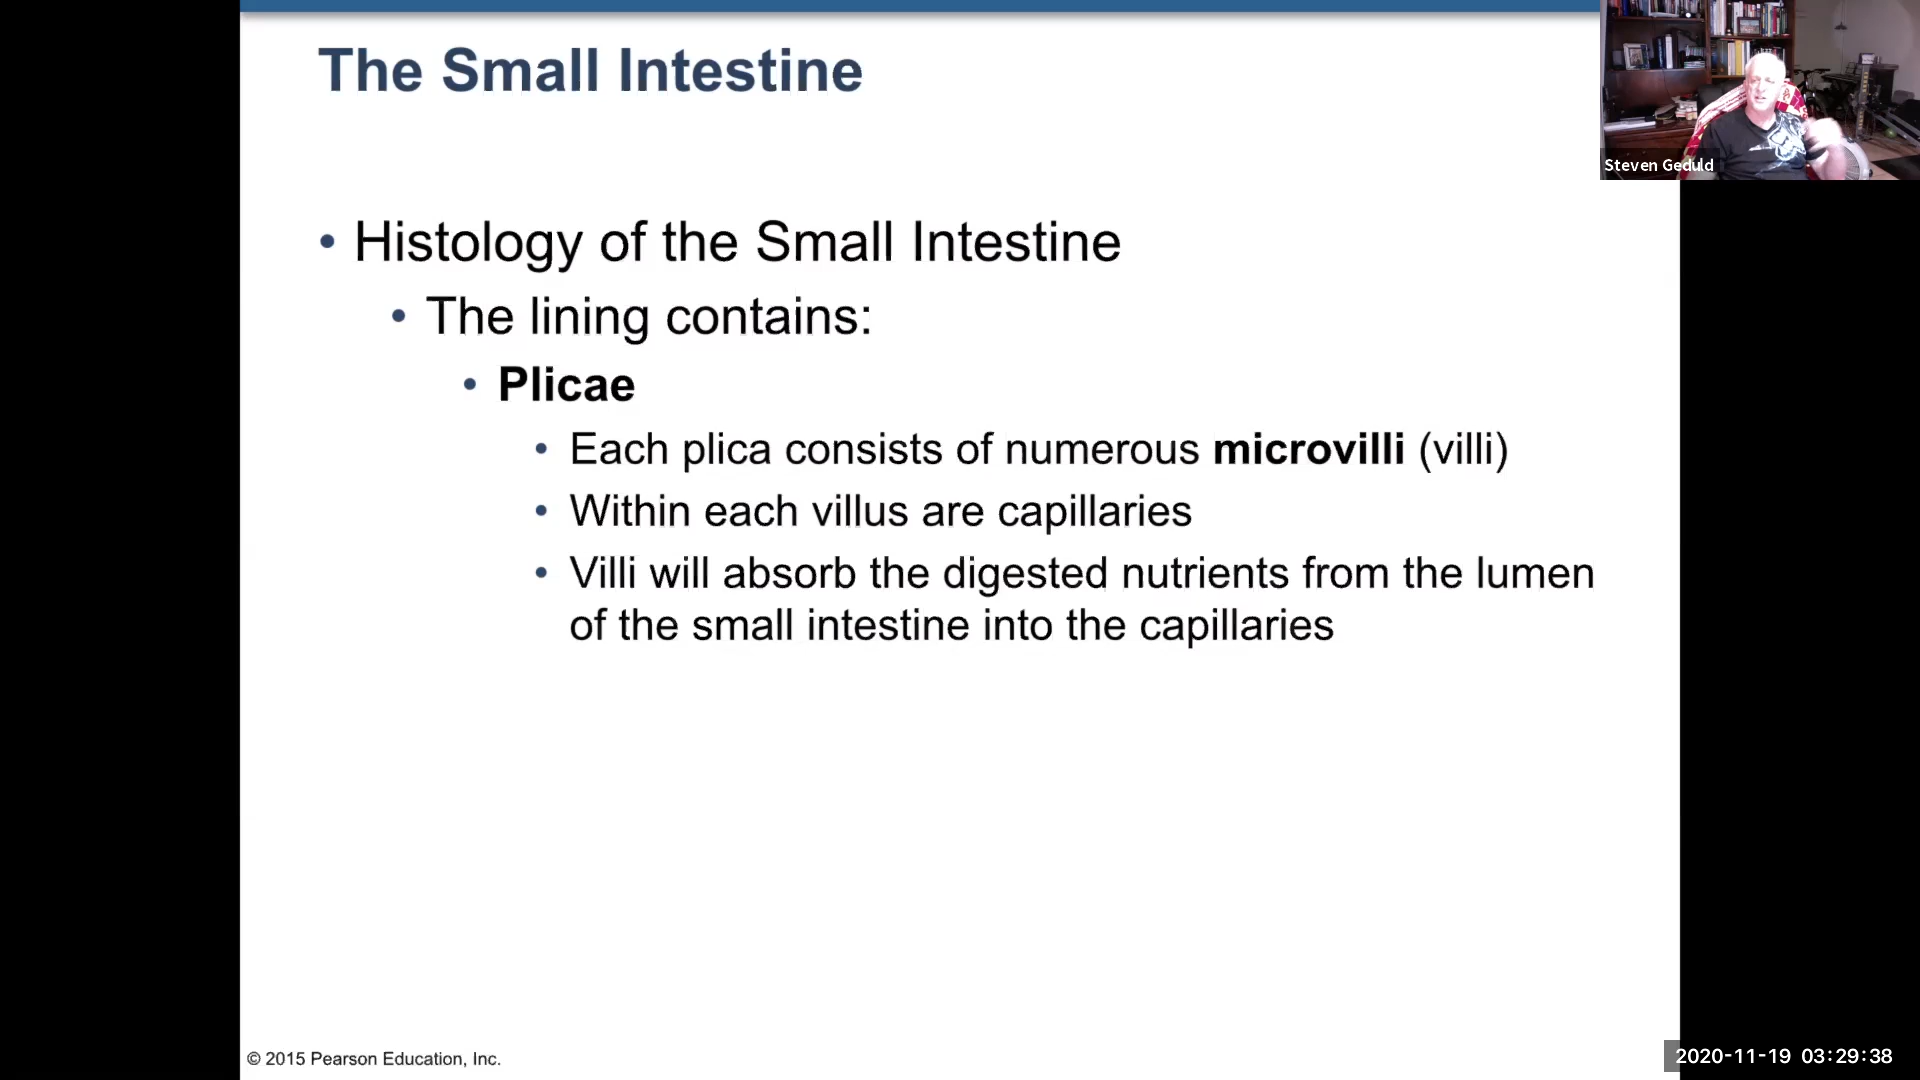 The Small Intestine
Steven Geduld
• Histology of the Small Intestine
• The lining contains:
• Plicae
• Each plica consists of numerous microvilli (villi)
• Within each villus are capillaries
• Villi will absorb the digested nutrients from the lumen
of the small intestine into the capillaries
© 2015 Pearson Education, Inc.
2020-11-19 03:29:38